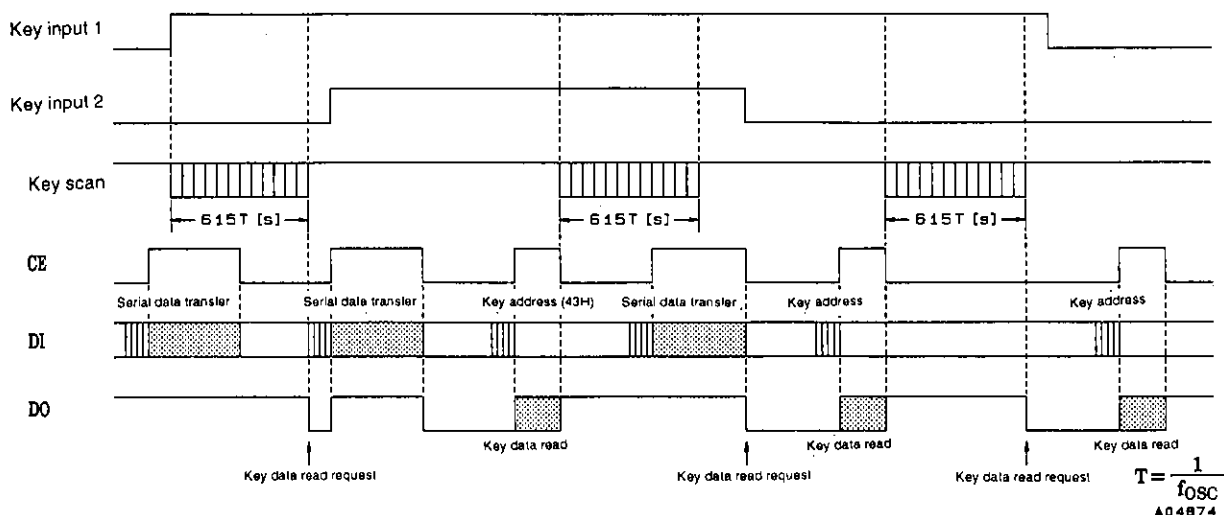 Key input 1
Key input 2
Key scan
615T [s] 615T [s] 615T [s]
CE
Serial data transfer Serial data transfer Key address (43H) Serial data transfer Key address Key address
DI
DO
Key data read Key data read Key data read
Key data read request Key data read request Key data read request
T = 1 / fOSC
A04874